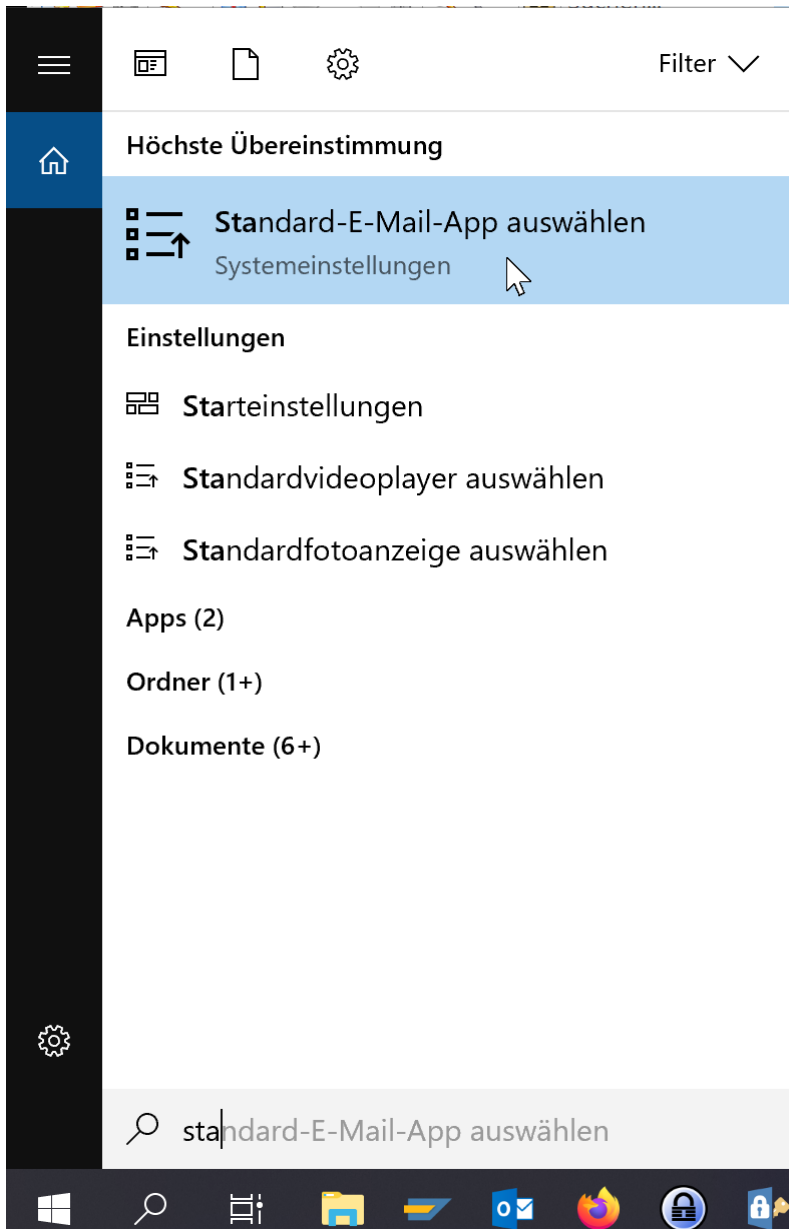 Filter
Höchste Übereinstimmung
Standard-E-Mail-App auswählen
Systemeinstellungen
Einstellungen
Starteinstellungen
Standardvideoplayer auswählen
Standardfotoanzeige auswählen
Apps (2)
Ordner (1+)
Dokumente (6+)
standard-E-Mail-App auswählen